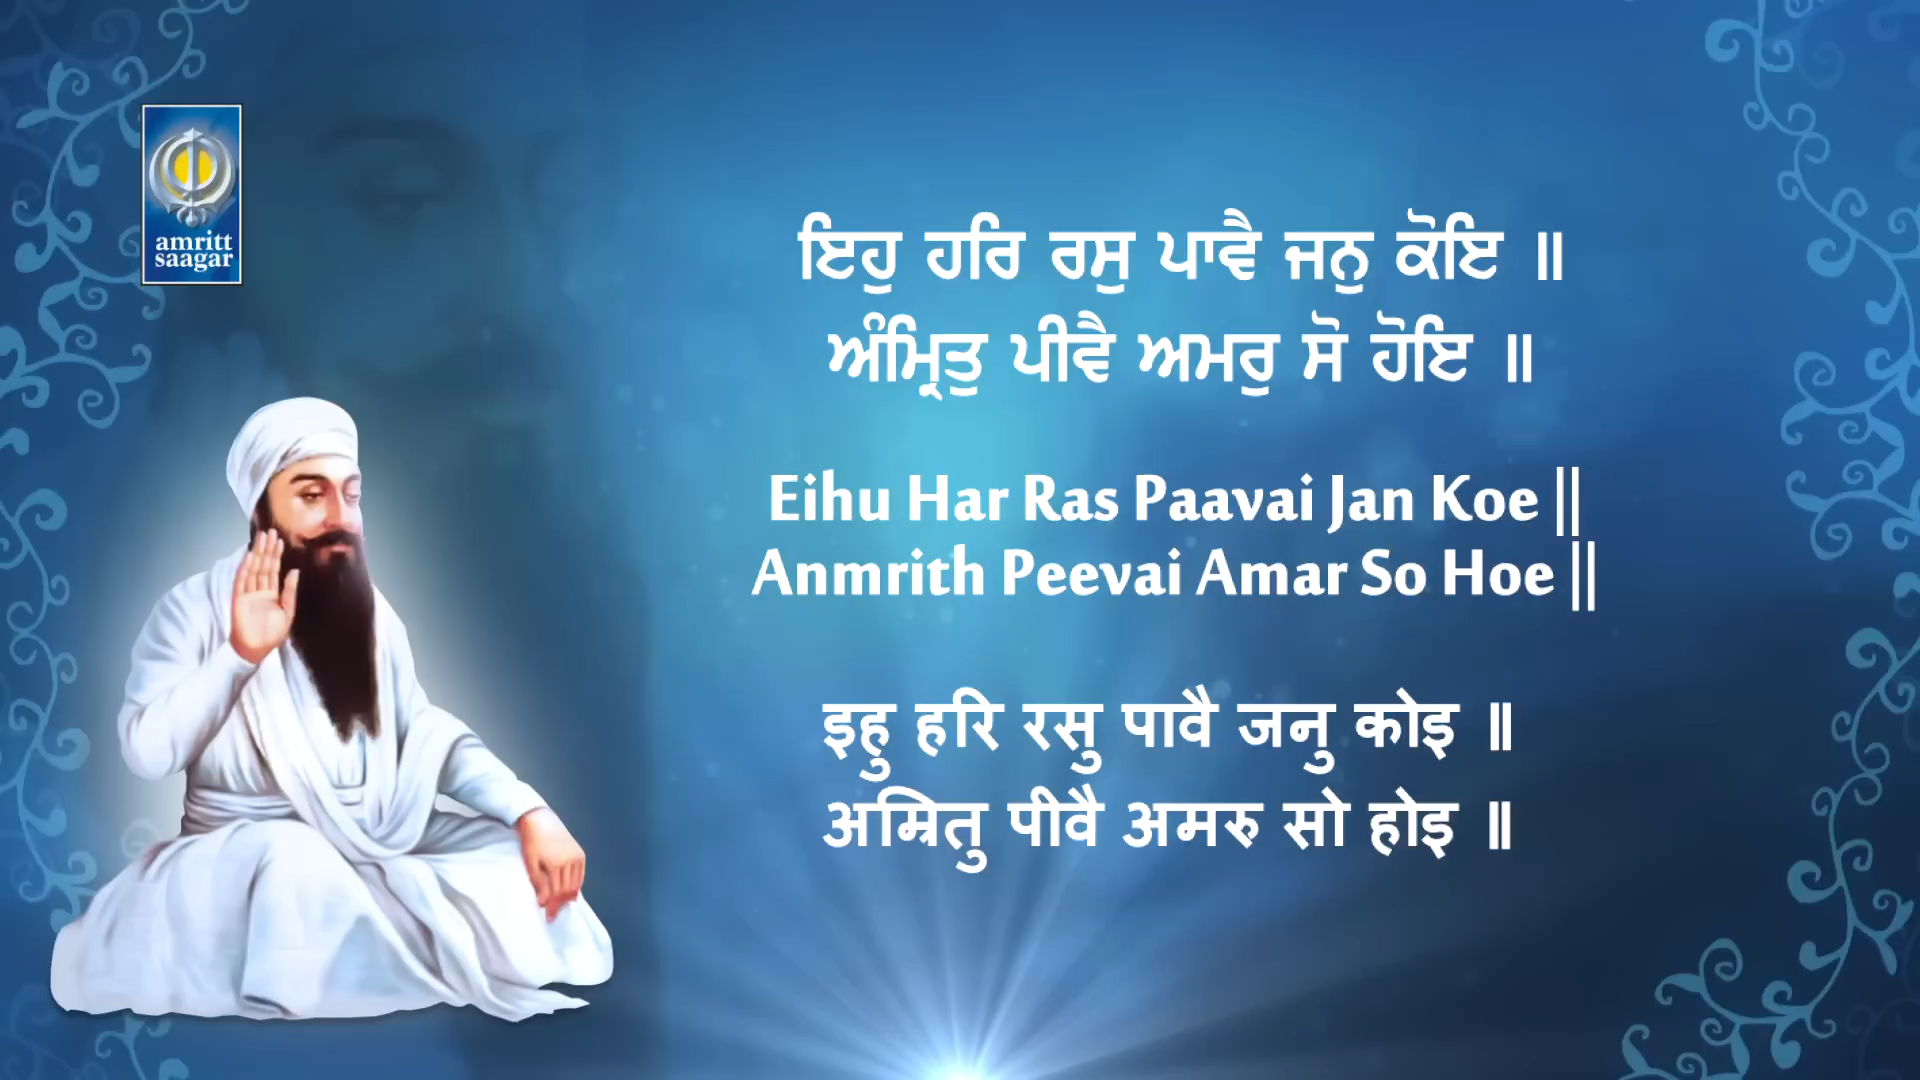 amritt
saagar
ਇਹੁ ਹਰਿ ਰਸੁ ਪਾਵੈ ਜਨੁ ਕੋਇ ॥
ਅੰਮ੍ਰਿਤੁ ਪੀਵੈ ਅਮਰੁ ਸੋ ਹੋਇ ॥
Eihu Har Ras Paavai Jan Koe ||
Anmrith Peevai Amar So Hoe ||
इहु हरि रसु पावै जनु कोइ ॥
अम्रितु पीवै अमरु सो होइ ॥